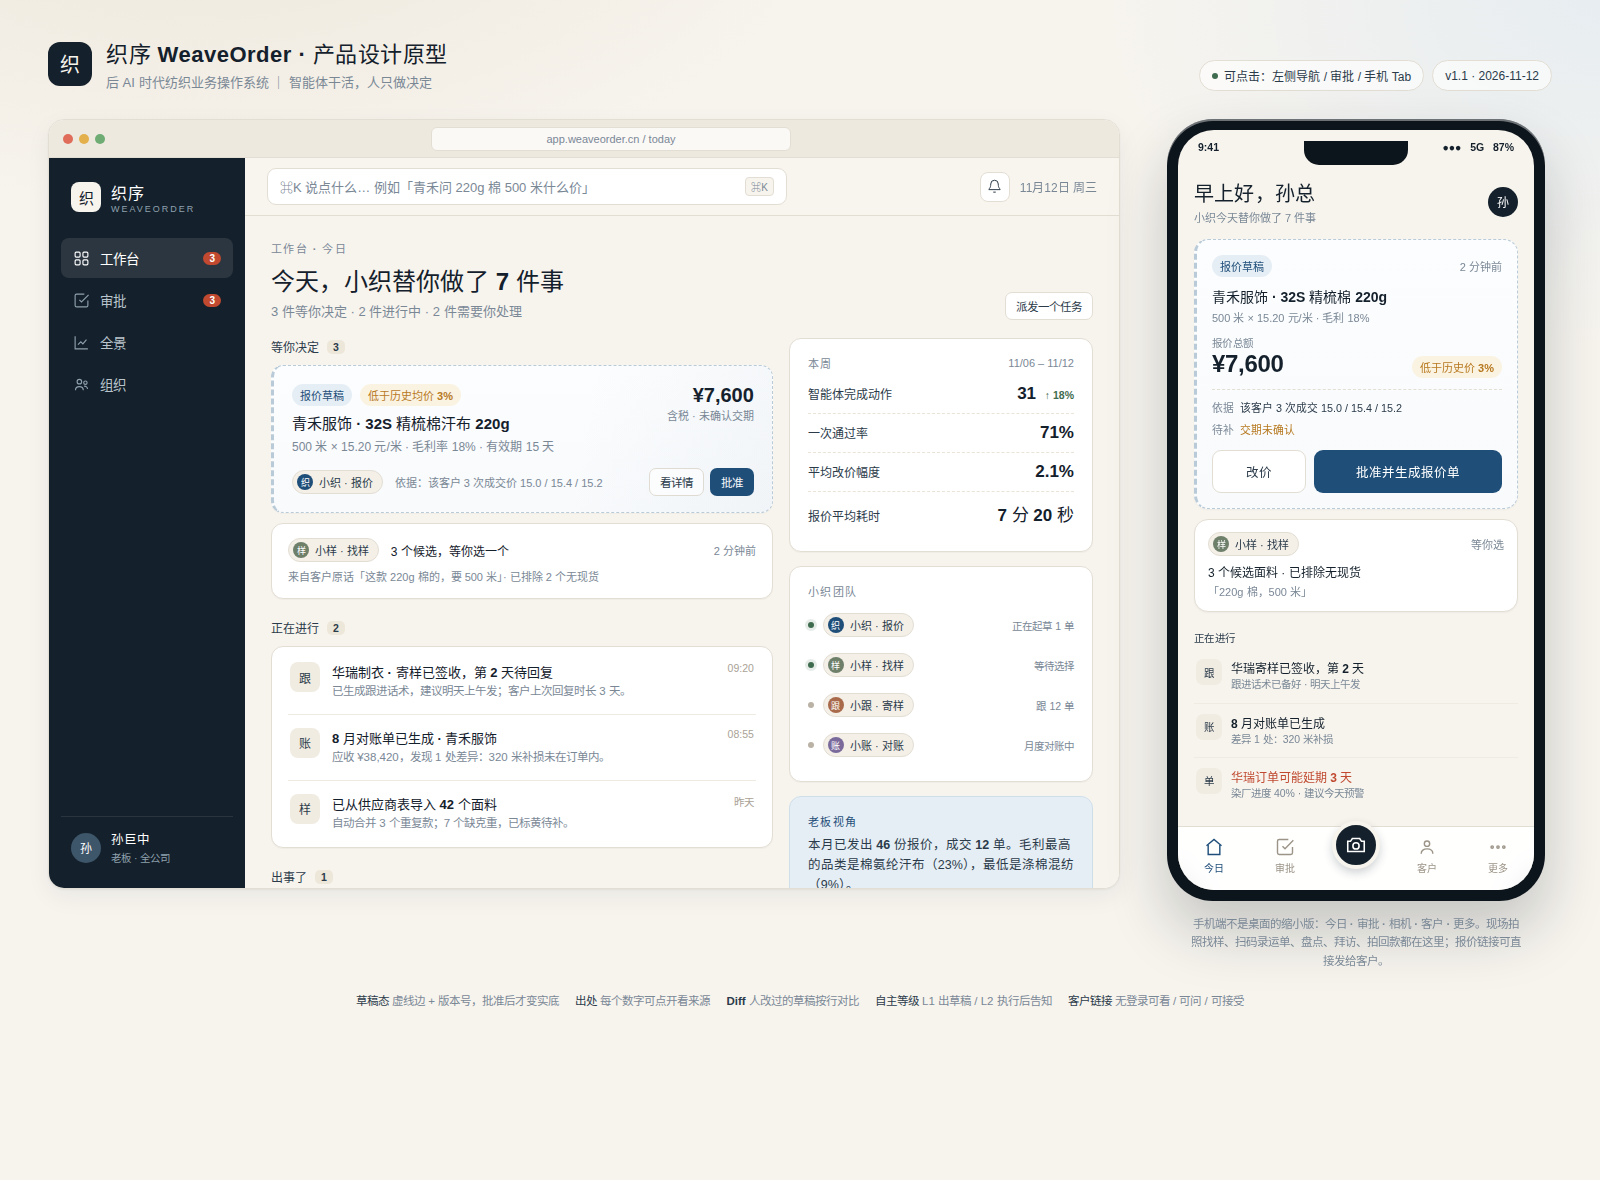 织
织序 WeaveOrder · 产品设计原型
后 AI 时代纺织业务操作系统 ｜ 智能体干活，人只做决定
可点击：左侧导航 / 审批 / 手机 Tab
v1.1 · 2026-11-12
app.weaveorder.cn / today
织
织序
WEAVEORDER
工作台 3
审批 3
全景
组织
孙
孙巨中
老板 · 全公司
⌘K 说点什么… 例如「青禾问 220g 棉 500 米什么价」 ⌘K
11月12日 周三
工作台 · 今日
今天，小织替你做了 7 件事
3 件等你决定 · 2 件进行中 · 2 件需要你处理
派发一个任务
等你决定 3
报价草稿 低于历史均价 3%
¥7,600
含税 · 未确认交期
青禾服饰 · 32S 精梳棉汗布 220g
500 米 × 15.20 元/米 · 毛利率 18% · 有效期 15 天
织 小织 · 报价 依据：该客户 3 次成交价 15.0 / 15.4 / 15.2
看详情 批准
样 小样 · 找样 3 个候选，等你选一个 2 分钟前
来自客户原话「这款 220g 棉的，要 500 米」· 已排除 2 个无现货
正在进行 2
跟 华瑞制衣 · 寄样已签收，第 2 天待回复 09:20
已生成跟进话术，建议明天上午发；客户上次回复时长 3 天。
账 8 月对账单已生成 · 青禾服饰 08:55
应收 ¥38,420，发现 1 处差异：320 米补损未在订单内。
样 已从供应商表导入 42 个面料 昨天
自动合并 3 个重复款；7 个缺克重，已标黄待补。
出事了 1
本周 11/06 – 11/12
智能体完成动作 31 ↑ 18%
一次通过率 71%
平均改价幅度 2.1%
报价平均耗时 7 分 20 秒
小织团队
织 小织 · 报价 正在起草 1 单
样 小样 · 找样 等待选择
跟 小跟 · 寄样 跟 12 单
账 小账 · 对账 月度对账中
老板视角
本月已发出 46 份报价，成交 12 单。毛利最高
的品类是棉氨纶汗布（23%），最低是涤棉混纺
（9%）。
9:41 ●●● 5G 87%
早上好，孙总
小织今天替你做了 7 件事
孙
报价草稿 2 分钟前
青禾服饰 · 32S 精梳棉 220g
500 米 × 15.20 元/米 · 毛利 18%
报价总额
¥7,600 低于历史价 3%
依据 该客户 3 次成交 15.0 / 15.4 / 15.2
待补 交期未确认
改价 批准并生成报价单
样 小样 · 找样 等你选
3 个候选面料 · 已排除无现货
「220g 棉，500 米」
正在进行
跟 华瑞寄样已签收，第 2 天
跟进话术已备好 · 明天上午发
账 8 月对账单已生成
差异 1 处：320 米补损
单 华瑞订单可能延期 3 天
染厂进度 40% · 建议今天预警
今日 审批 客户 更多
手机端不是桌面的缩小版：今日 · 审批 · 相机 · 客户 · 更多。现场拍
照找样、扫码录运单、盘点、拜访、拍回款都在这里；报价链接可直
接发给客户。
草稿态 虚线边 + 版本号，批准后才变实底 出处 每个数字可点开看来源 Diff 人改过的草稿按行对比 自主等级 L1 出草稿 / L2 执行后告知 客户链接 无登录可看 / 可问 / 可接受